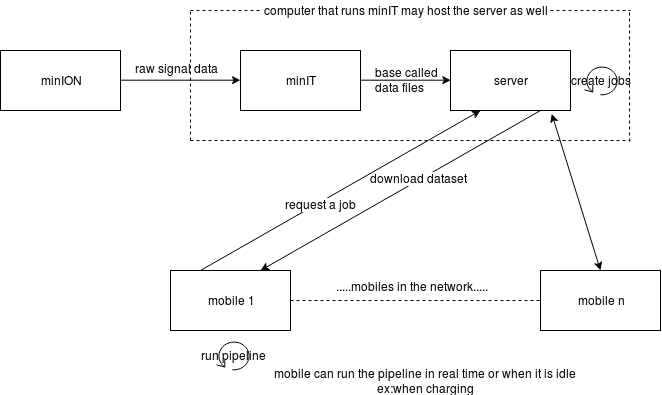 computer that runs minIT may host the server as well
minION
raw signal data
minIT
base called
data files
server
create jobs
download dataset
request a job
mobile 1
.....mobiles in the network.....
mobile n
run pipeline
mobile can run the pipeline in real time or when it is idle
ex:when charging